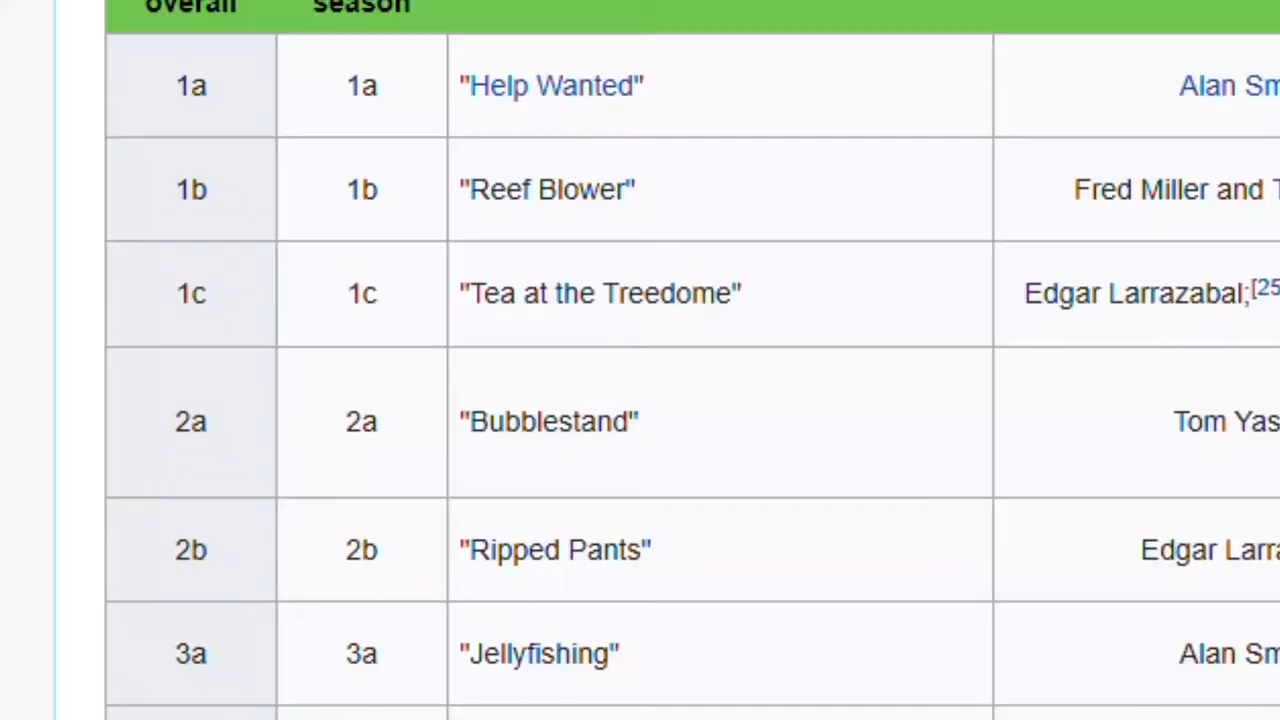 overall season
1a 1a "Help Wanted" Alan Sm
1b 1b "Reef Blower" Fred Miller and T
1c 1c "Tea at the Treedome" Edgar Larrazabal;[25
2a 2a "Bubblestand" Tom Yas
2b 2b "Ripped Pants" Edgar Larra
3a 3a "Jellyfishing" Alan Sm